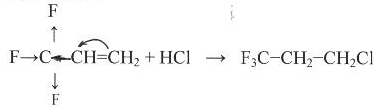 F
↑
F→C←CH=CH₂ + HCl → F₃C–CH₂–CH₂Cl
↓
F